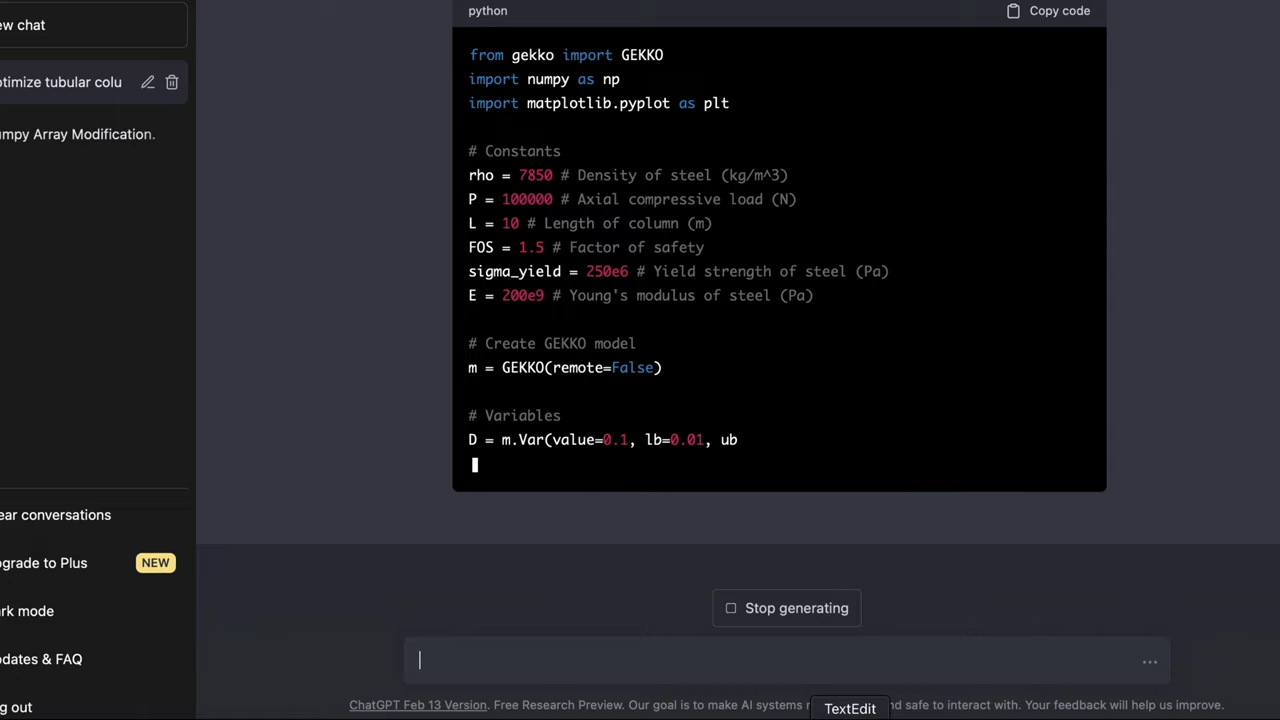 ew chat
ptimize tubular colu
umpy Array Modification.
ear conversations
pgrade to Plus
NEW
ark mode
pdates & FAQ
g out
python
Copy code
from gekko import GEKKO
import numpy as np
import matplotlib.pyplot as plt
# Constants
rho = 7850 # Density of steel (kg/m^3)
P = 100000 # Axial compressive load (N)
L = 10 # Length of column (m)
FOS = 1.5 # Factor of safety
sigma_yield = 250e6 # Yield strength of steel (Pa)
E = 200e9 # Young's modulus of steel (Pa)
# Create GEKKO model
m = GEKKO(remote=False)
# Variables
D = m.Var(value=0.1, lb=0.01, ub
Stop generating
ChatGPT Feb 13 Version. Free Research Preview. Our goal is to make AI systems nd safe to interact with. Your feedback will help us improve.
TextEdit